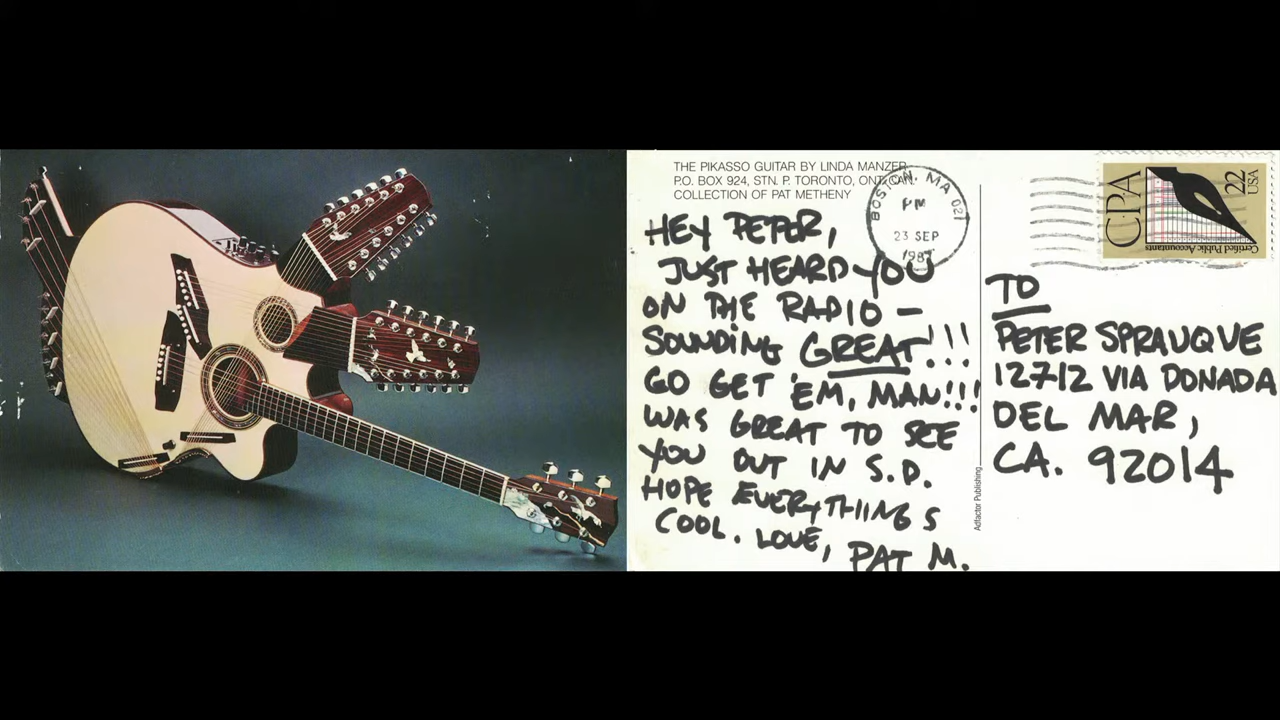 THE PIKASSO GUITAR BY LINDA MANZER
P.O. BOX 924, STN. P. TORONTO, ONT. CAN.
COLLECTION OF PAT METHENY
BOSTON, MA 021
PM
23 SEP
1987
CPA
22
USA
Certified Public Accountants
HEY PETER,
JUST HEARD YOU
ON THE RADIO –
SOUNDING GREAT!!!
GO GET 'EM, MAN!!!
WAS GREAT TO SEE
YOU OUT IN S.D.
HOPE EVERYTHING S
COOL. LOVE, PAT M.
Adfactor Publishing
TO
PETER SPRAUQVE
12712 VIA DONADA
DEL MAR,
CA. 92014